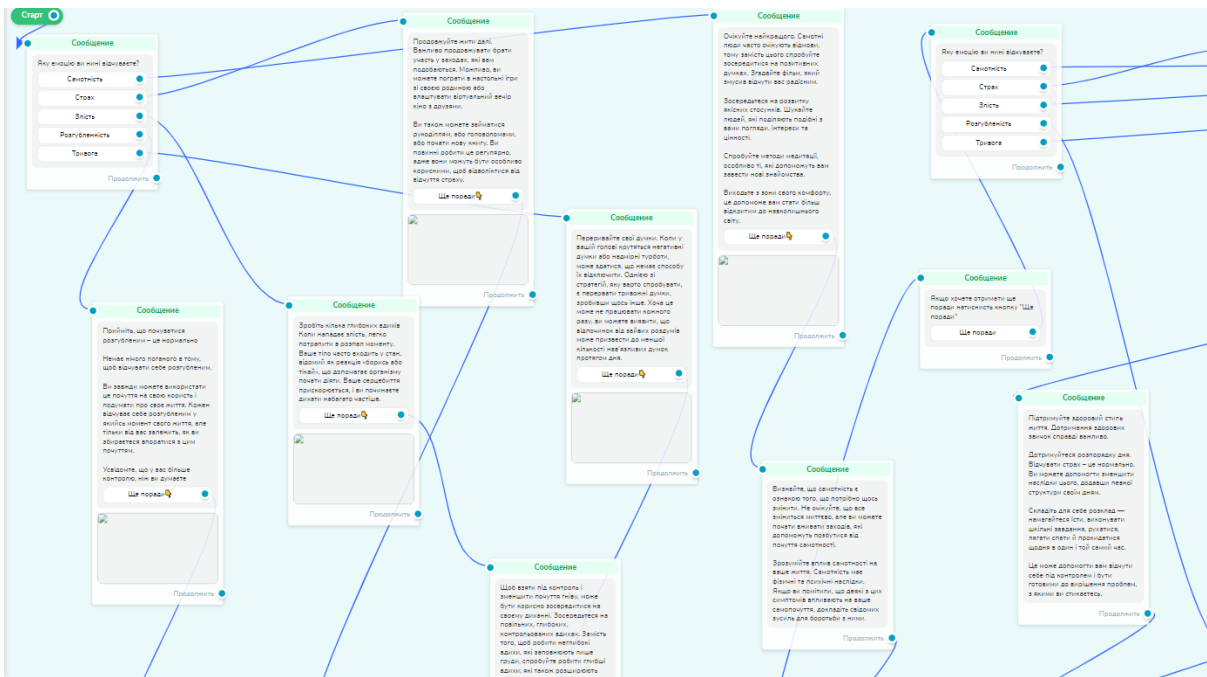 Старт
Сообщение
Яку емоцію ви нині відчуваєте?
Самотність
Страх
Злість
Розгубленність
Тривога
Продолжить
Сообщение
Продовжуйте жити далі.
Важливо продовжувати брати
участь у заходах, які вам
подобаються. Можливо, ви
можете пограти в настольні ігри
зі своєю родиною або
влаштувати віртуальний вечір
кіно з друзями.
Ви також можете займатися
рукоділлям, або головоломами,
або почати нову книгу. Ви
повинні робити це регулярно,
адже вони можуть бути особливо
корисними, щоб відволіктися від
відчуття страху.
Ще поради👇
Продолжить
Сообщение
Очікуйте найкращого. Самотні
люди часто очікують відмови,
тому замість цього спробуйте
зосередитися на позитивних
думках. Згадайте фільм, який
змусив відчути вас радісним.
Зосередьтеся на розвитку
якісних стосунків. Шукайте
людей, які поділяють подібні з
вами погляди, інтереси та
цінності.
Спробуйте методи медитації,
особливо ті, які допоможуть вам
завести нові знайомства.
Виходьте з зони свого комфорту,
це допоможе вам стати більш
відкритим до навколишнього
світу.
Ще поради👇
Продолжить
Сообщение
Яку емоцію ви нині відчуваєте?
Самотність
Страх
Злість
Розгубленість
Тривога
Продолжить
Сообщение
Переривайте свої думки. Коли у
вашій голові крутяться негативні
думки або надмірні турботи,
може здатися, що немає способу
їх відключити. Однією зі
стратегій, яку варто спробувати,
є перервати тривожні думки,
зробивши щось інше. Хоча це
може не працювати кожного
разу, ви можете виявити, що
відпочинок від зайвих роздумів
може призвести до меншої
кількості нав'язливих думок
протягом дня.
Ще поради👇
Продолжить
Сообщение
Якщо хочете отримати ще
поради натисність кнопку "Ще
поради"
Ще поради
Продолжить
Сообщение
Прийміть, що почуватися
розгубленим – це нормально
Немає нічого поганого в тому,
щоб відчувати себе розгубленим.
Ви завжди можете використати
це почуття на свою користь і
подумати про своє життя. Кожен
відчуває себе розгубленим у
якийсь момент свого життя, але
тільки від вас залежить, як ви
збираєтеся впоратися з цим
почуттям.
Усвідомте, що у вас більше
контролю, ніж ви думаєте
Ще поради👇
Продолжить
Сообщение
Зробіть кілька глибоких вдихів
Коли нападає злість, легко
потрапити в розпал моменту.
Ваше тіло часто входить у стан,
відомий як реакція «борись або
тікай», що допомагає організму
почати діяти. Ваше серцебиття
прискорюється, і ви починаєте
дихати набагато частіше.
Ще поради👇
Продолжить
Сообщение
Підтримуйте здоровий стиль
життя. Дотримання здорових
звичок справді важливо.
Дотримуйтеся розпорядку дня.
Відчувати страх – це нормально.
Ви можете допомогти зменшити
наслідки цього, додавши певної
структури своїм дням.
Складіть для себе розклад —
намагайтеся їсти, виконувати
шкільні завдання, рухатися,
лягати спати й прокидатися
щодня в один і той самий час.
Це може допомогти вам відчути
себе під контролем і бути
готовими до вирішення проблем,
з якими ви стикаєтесь.
Продолжить
Сообщение
Визнайте, що самотність є
ознакою того, що потрібно щось
змінити. Не очікуйте, що все
зміниться миттєво, але ви можете
почати вживати заходів, які
допоможуть позбутися від
почуття самотності.
Зрозумійте вплив самотності на
ваше життя. Самотність має
фізичні та психічні наслідки.
Якщо ви помітили, що деякі з цих
симптомів впливають на ваше
самопочуття, докладіть свідомих
зусиль для боротьби з ними.
Продолжить
Сообщение
Щоб взяти під контроль і
зменшити почуття гніву, може
бути корисно зосередитися на
своєму диханні. Зосередьтеся на
повільних, глибоких,
контрольованих вдихах. Замість
того, щоб робити неглибокі
вдихи, які заповнюють лише
груди, спробуйте робити глибші
вдихи, які також розширюють